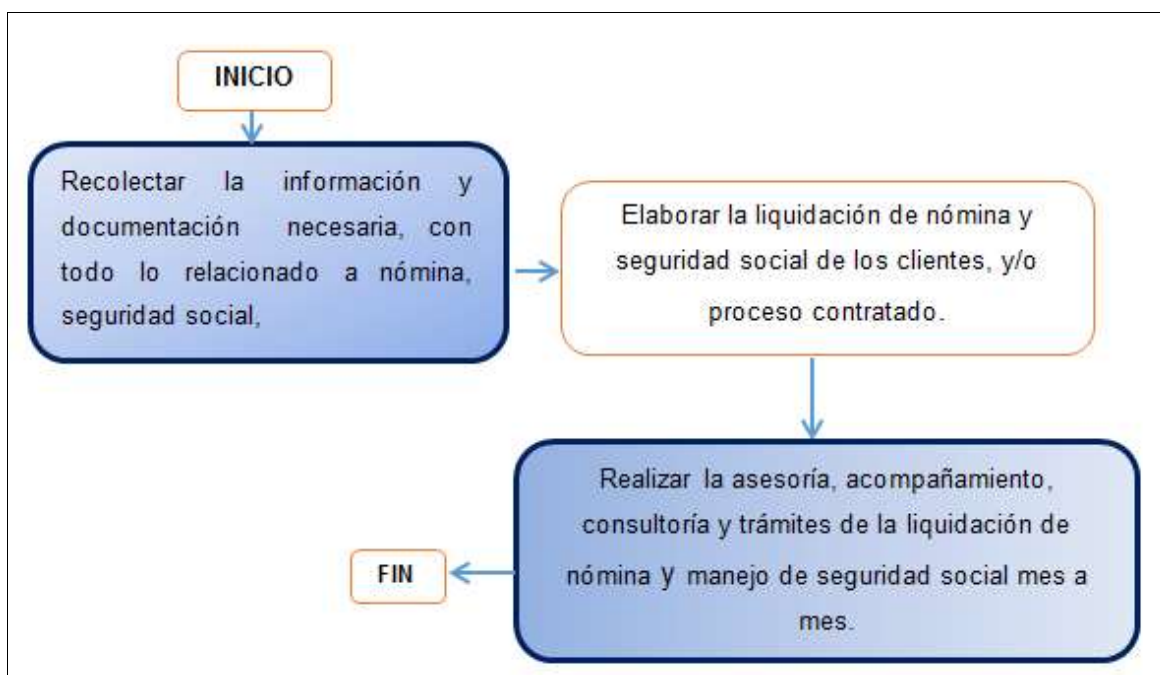 INICIO
Recolectar la información y
documentación necesaria, con
todo lo relacionado a nómina,
seguridad social,
Elaborar la liquidación de nómina y
seguridad social de los clientes, y/o
proceso contratado.
Realizar la asesoría, acompañamiento,
consultoría y trámites de la liquidación de
nómina y manejo de seguridad social mes a
mes.
FIN